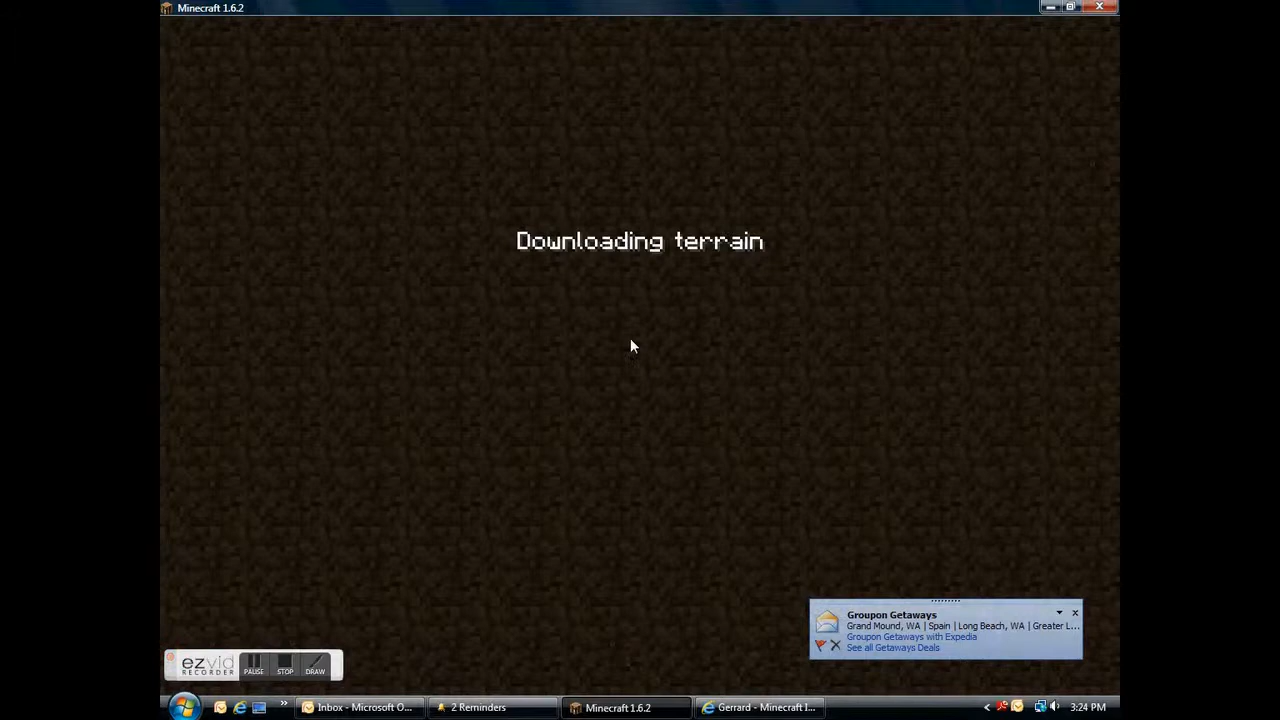 Minecraft 1.6.2
Downloading terrain
Groupon Getaways
Grand Mound, WA | Spain | Long Beach, WA | Greater L...
Groupon Getaways with Expedia
See all Getaways Deals
ezvid
RECORDER
PAUSE
STOP
DRAW
Inbox - Microsoft O...
2 Reminders
Minecraft 1.6.2
Gerrard - Minecraft I...
3:24 PM